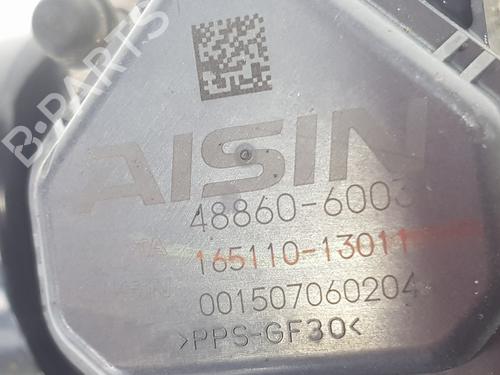 B-PARTS
AISIN
48860-6003
165110-13011
001507060204
>PPS-GF30<